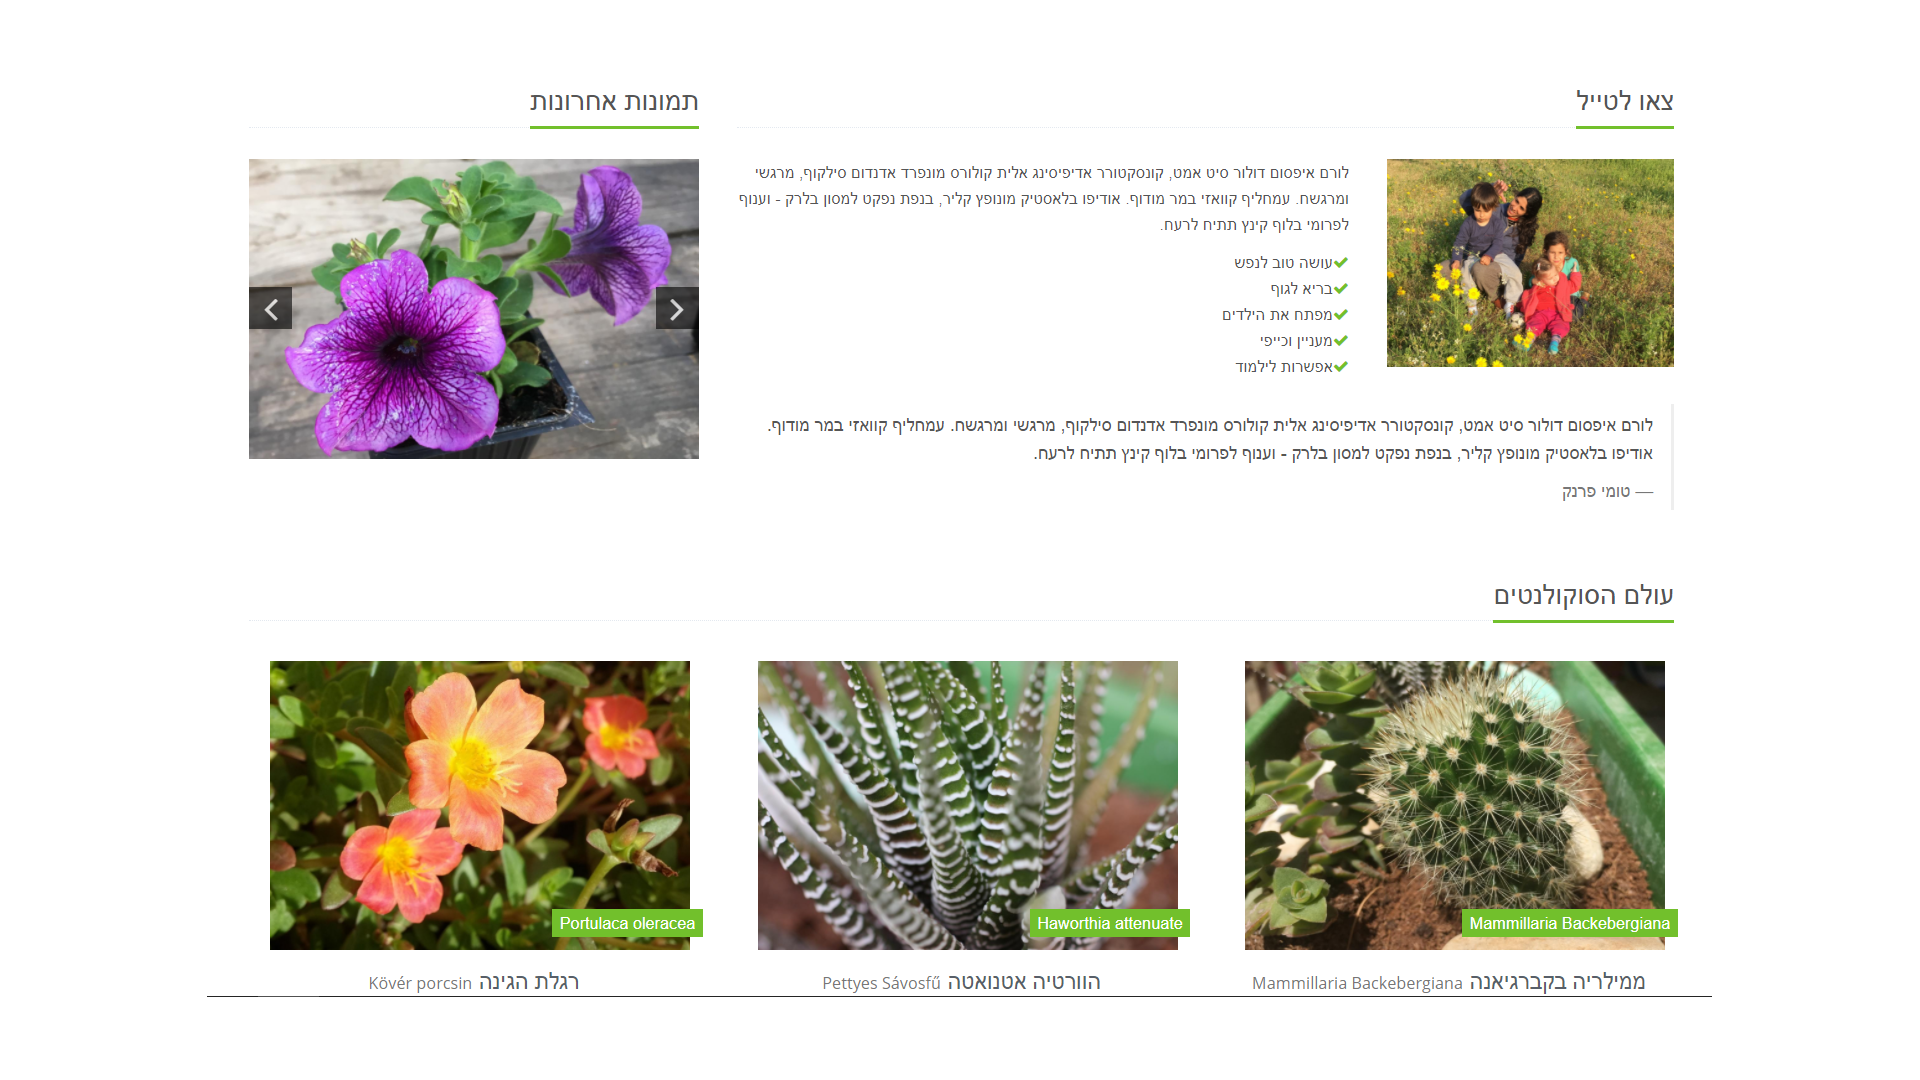 צאו לטייל
לורם איפסום דולור סיט אמט, קונסקטורר אדיפיסינג אלית קולורס מונפרד אדנדום סילקוף, מרגשי
ומרגשח. עמחליף קוואזי במר מודוף. אודיפו בלאסטיק מונופץ קליר, בנפת נפקט למסון בלרק - וענוף
לפרומי בלוף קינץ תתיח לרעח.
עושה טוב לנפש
בריא לגוף
מפתח את הילדים
מעניין וכייפי
אפשרות לילמוד
לורם איפסום דולור סיט אמט, קונסקטורר אדיפיסינג אלית קולורס מונפרד אדנדום סילקוף, מרגשי ומרגשח. עמחליף קוואזי במר מודוף.
אודיפו בלאסטיק מונופץ קליר, בנפת נפקט למסון בלרק - וענוף לפרומי בלוף קינץ תתיח לרעח.
— טומי פרנק
תמונות אחרונות
עולם הסוקולנטים
Mammillaria Backebergiana
ממילריה בקברגיאנה Mammillaria Backebergiana
Haworthia attenuate
הוורטיה אטנואטה Pettyes Sávosfű
Portulaca oleracea
רגלת הגינה Kövér porcsin